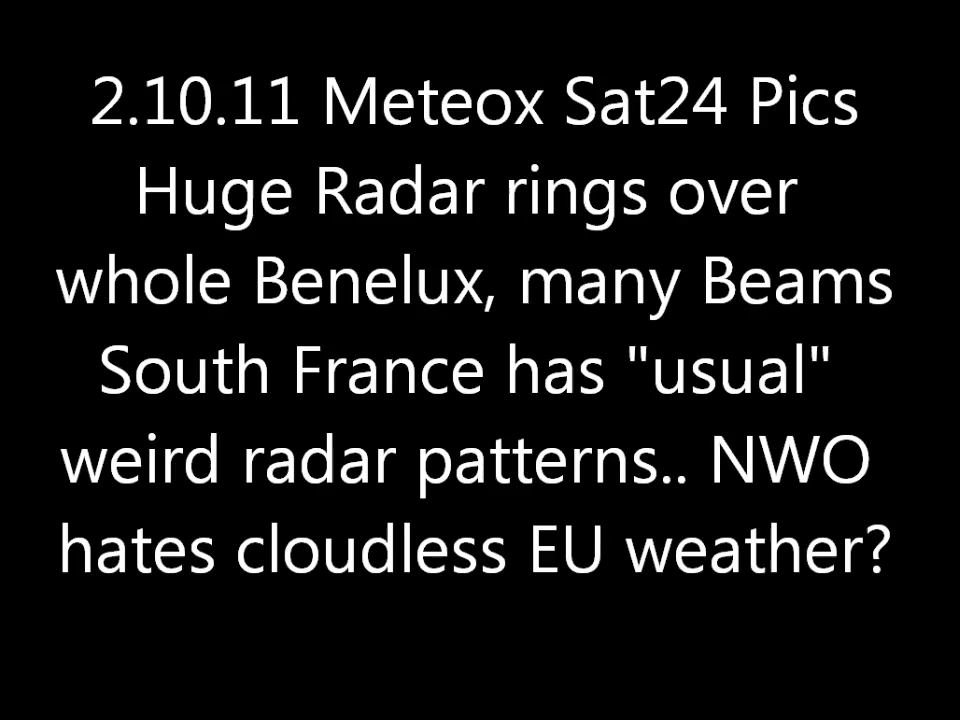 2.10.11 Meteox Sat24 Pics
Huge Radar rings over
whole Benelux, many Beams
South France has "usual"
weird radar patterns.. NWO
hates cloudless EU weather?